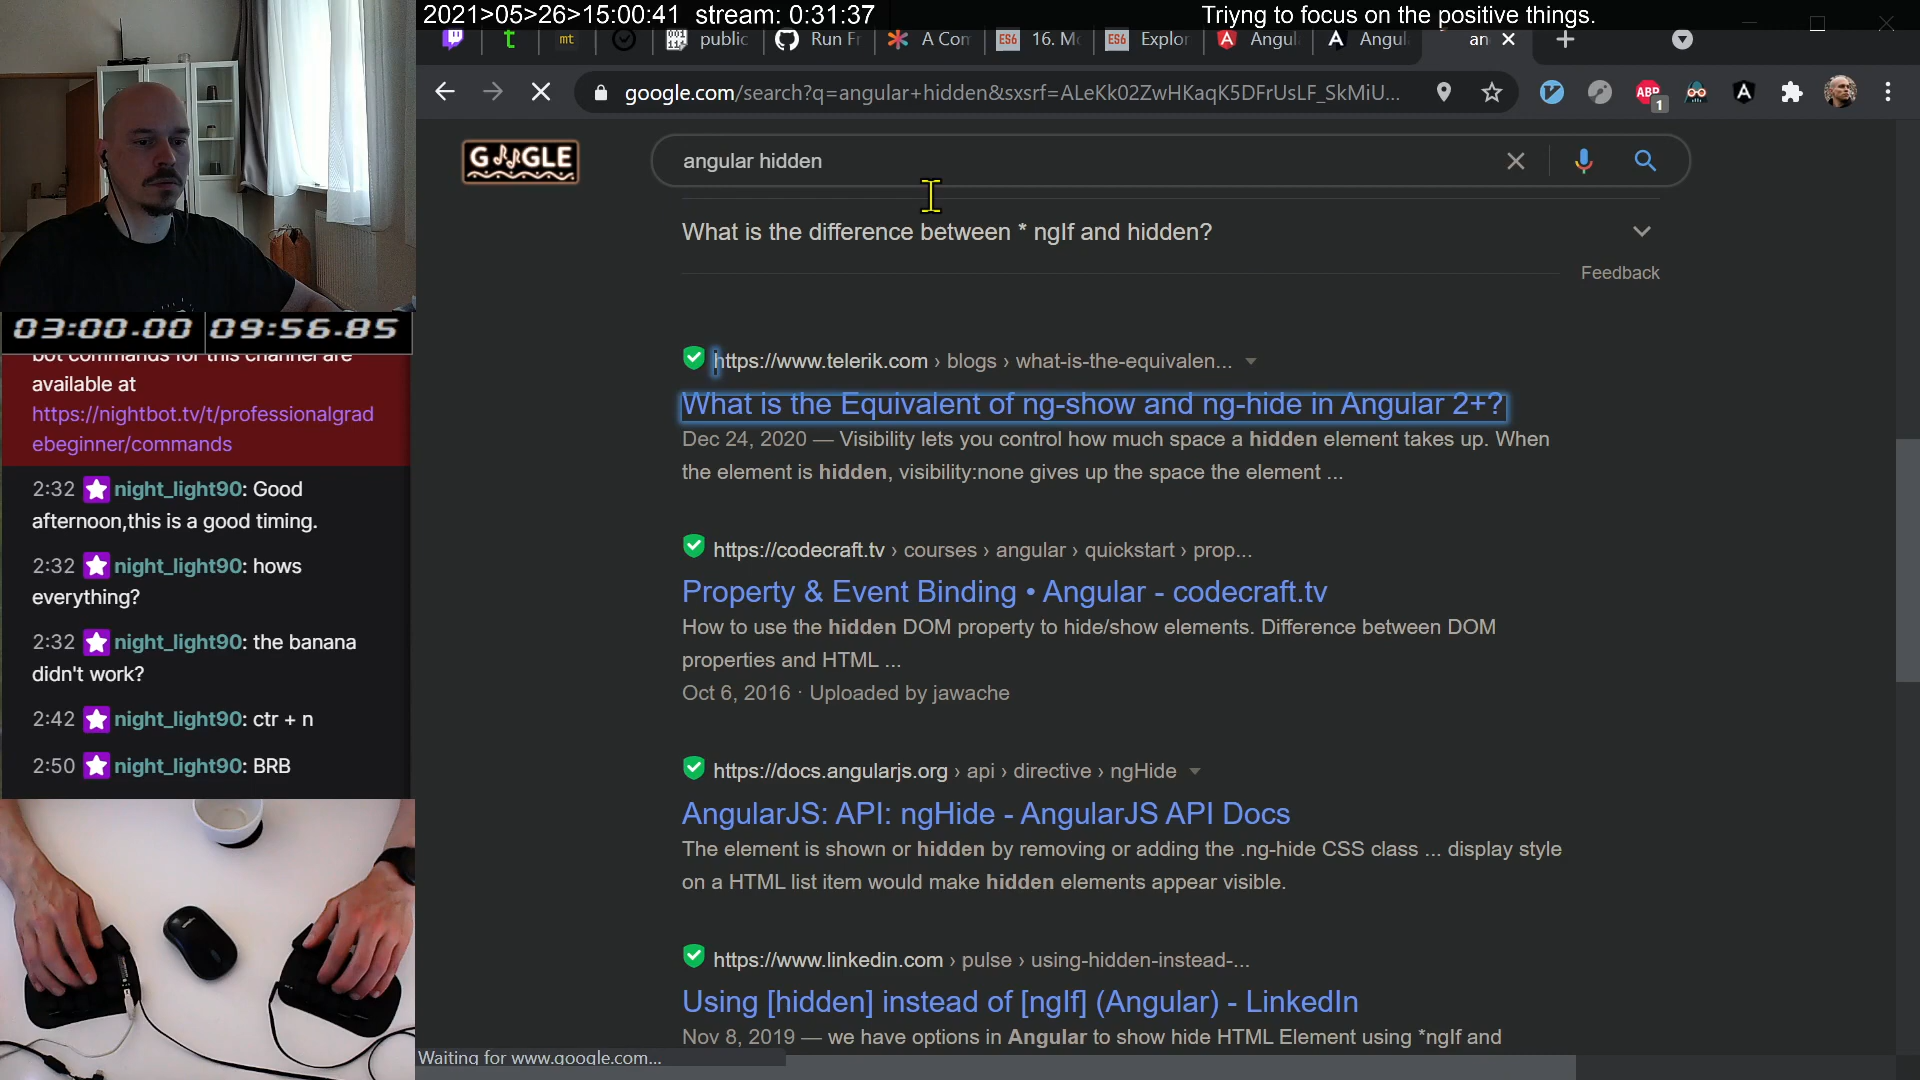 2021>05>26>15:00:41 stream: 0:31:37
Triyng to focus on the positive things.
public
Run Fr
A Con
16. Mo
Explor
Angul
Angul
an
google.com/search?q=angular+hidden&sxsrf=ALeKk02ZwHKaqK5DFrUsLF_SkMiU...
ABP
1
GOOGLE
angular hidden
What is the difference between * ngIf and hidden?
Feedback
03:00.00 09:56.85
bot commands for this channel are
available at
https://nightbot.tv/t/professionalgrad
ebeginner/commands
2:32 night_light90: Good
afternoon,this is a good timing.
2:32 night_light90: hows
everything?
2:32 night_light90: the banana
didn't work?
2:42 night_light90: ctr + n
2:50 night_light90: BRB
https://www.telerik.com › blogs › what-is-the-equivalen...
What is the Equivalent of ng-show and ng-hide in Angular 2+?
Dec 24, 2020 — Visibility lets you control how much space a hidden element takes up. When
the element is hidden, visibility:none gives up the space the element ...
https://codecraft.tv › courses › angular › quickstart › prop...
Property & Event Binding • Angular - codecraft.tv
How to use the hidden DOM property to hide/show elements. Difference between DOM
properties and HTML ...
Oct 6, 2016 · Uploaded by jawache
https://docs.angularjs.org › api › directive › ngHide
AngularJS: API: ngHide - AngularJS API Docs
The element is shown or hidden by removing or adding the .ng-hide CSS class ... display style
on a HTML list item would make hidden elements appear visible.
https://www.linkedin.com › pulse › using-hidden-instead-...
Using [hidden] instead of [ngIf] (Angular) - LinkedIn
Nov 8, 2019 — we have options in Angular to show hide HTML Element using *ngIf and
Waiting for www.google.com...